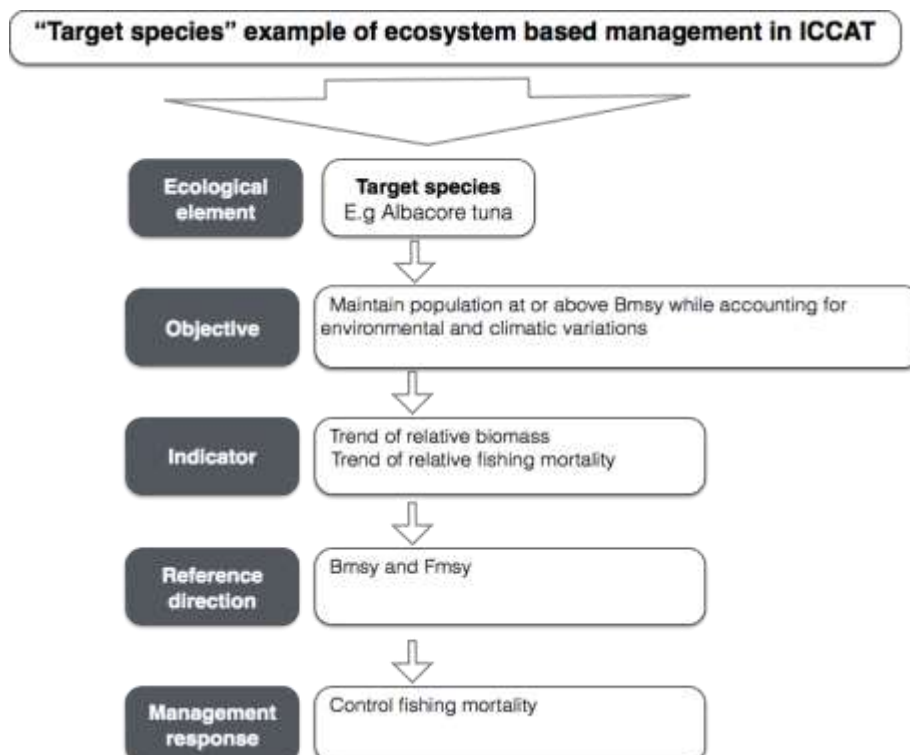 “Target species” example of ecosystem based management in ICCAT
Ecological
element
Target species
E.g Albacore tuna
Objective
Maintain population at or above Bmsy while accounting for
environmental and climatic variations
Indicator
Trend of relative biomass
Trend of relative fishing mortality
Reference
direction
Bmsy and Fmsy
Management
response
Control fishing mortality